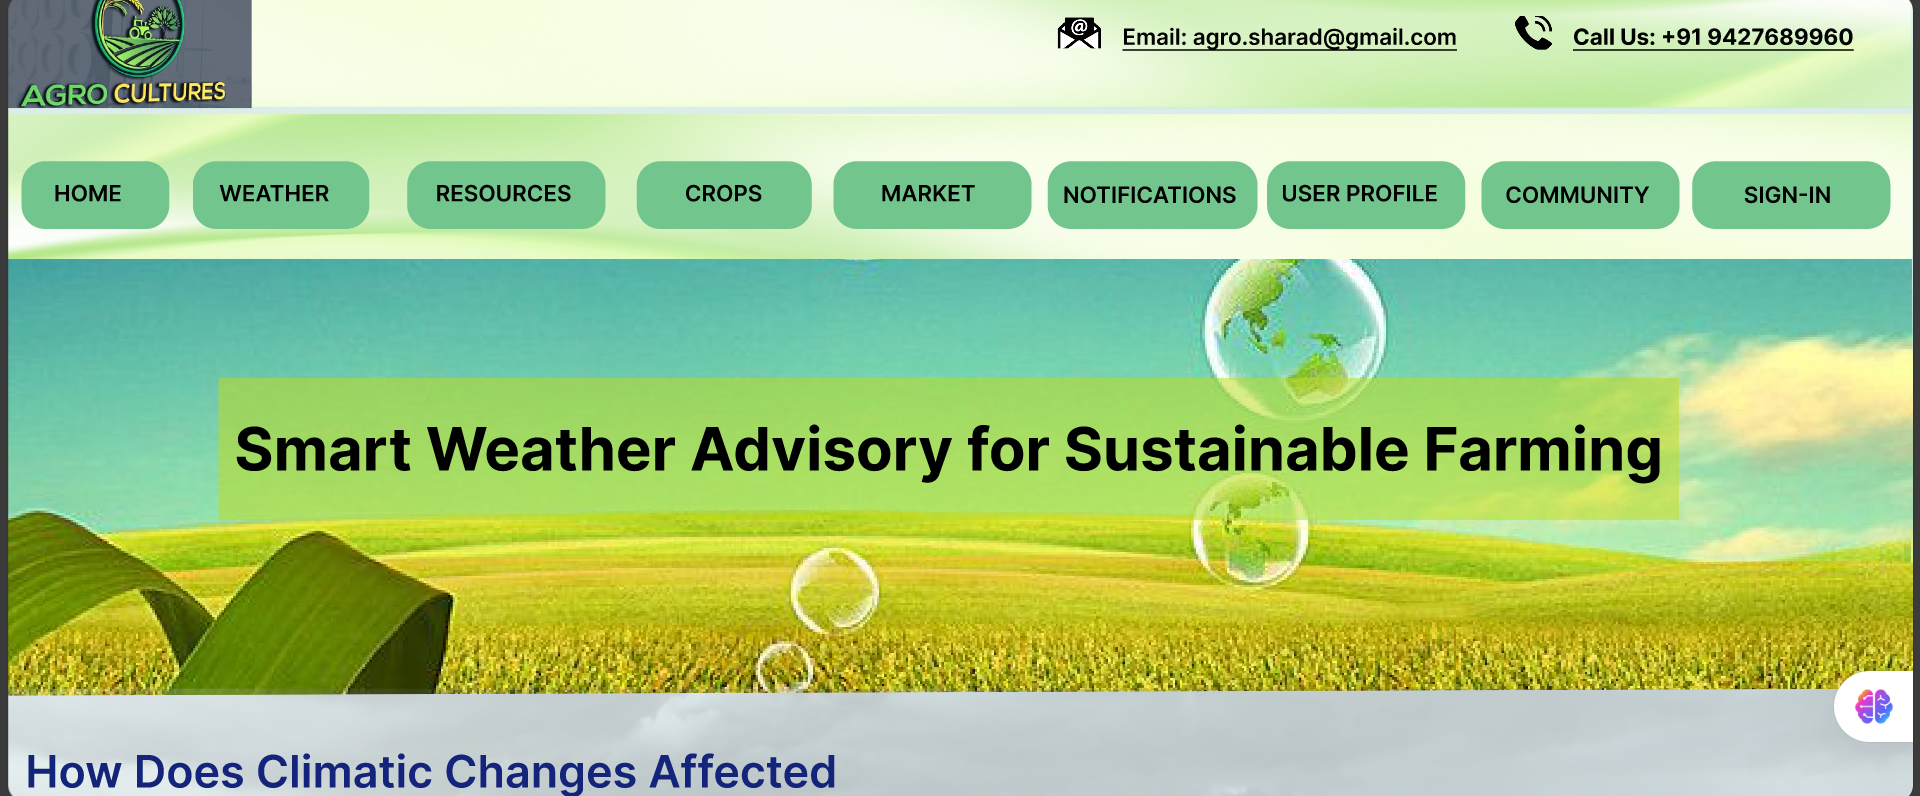 AGRO CULTURES
Email: agro.sharad@gmail.com
Call Us: +91 9427689960
HOME
WEATHER
RESOURCES
CROPS
MARKET
NOTIFICATIONS
USER PROFILE
COMMUNITY
SIGN-IN
Smart Weather Advisory for Sustainable Farming
How Does Climatic Changes Affected